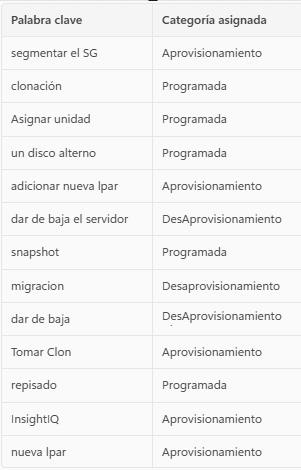 Palabra clave Categoría asignada
segmentar el SG Aprovisionamiento
clonación Programada
Asignar unidad Programada
un disco alterno Programada
adicionar nueva lpar Aprovisionamiento
dar de baja el servidor DesAprovisionamiento
snapshot Programada
migracion Desaprovisionamiento
dar de baja DesAprovisionamiento
Tomar Clon Aprovisionamiento
repisado Programada
InsightIQ Aprovisionamiento
nueva lpar Aprovisionamiento